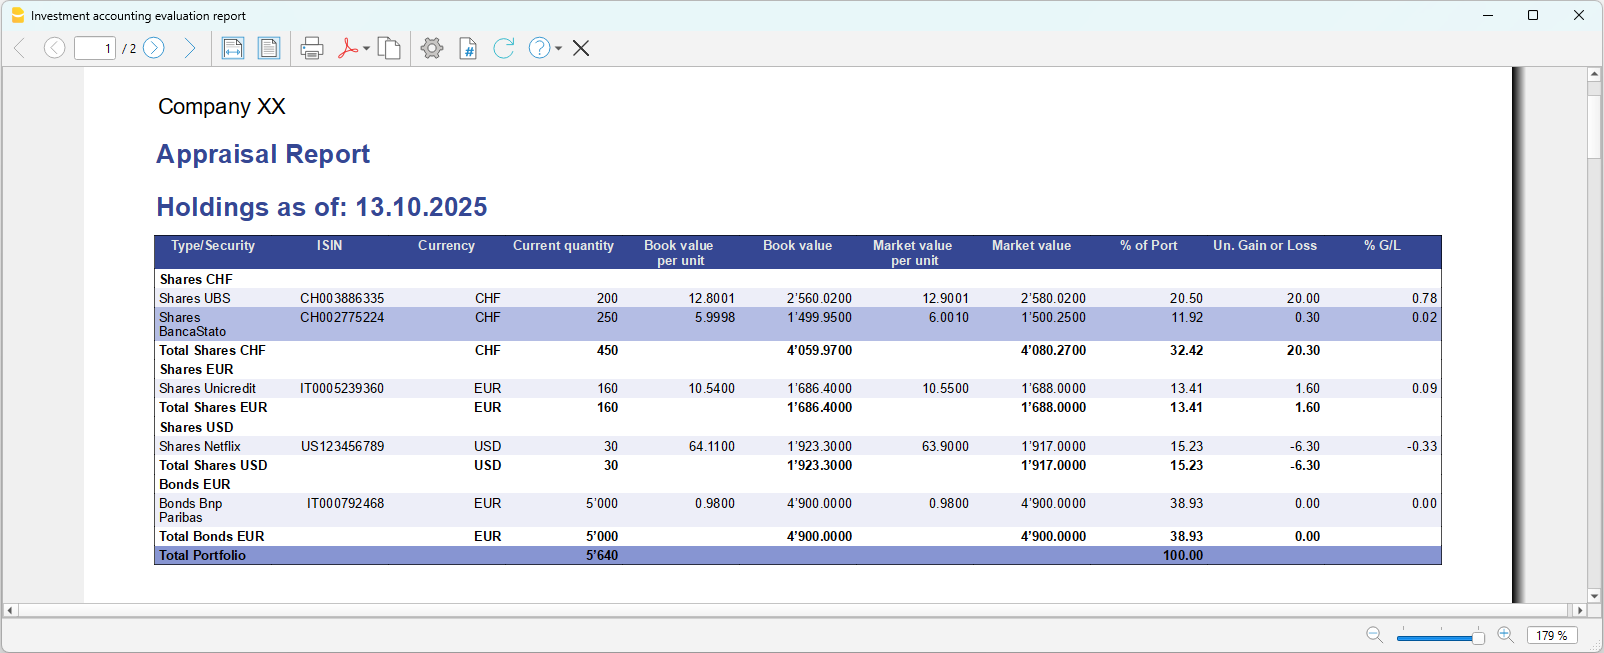 Investment accounting evaluation report
1 / 2
Company XX
Appraisal Report
Holdings as of: 13.10.2025
Type/Security ISIN Currency Current quantity Book value per unit Book value Market value per unit Market value % of Port Un. Gain or Loss % G/L
Shares CHF
Shares UBS CH003886335 CHF 200 12.8001 2'560.0200 12.9001 2'580.0200 20.50 20.00 0.78
Shares BancaStato CH002775224 CHF 250 5.9998 1'499.9500 6.0010 1'500.2500 11.92 0.30 0.02
Total Shares CHF CHF 450 4'059.9700 4'080.2700 32.42 20.30
Shares EUR
Shares Unicredit IT0005239360 EUR 160 10.5400 1'686.4000 10.5500 1'688.0000 13.41 1.60 0.09
Total Shares EUR EUR 160 1'686.4000 1'688.0000 13.41 1.60
Shares USD
Shares Netflix US123456789 USD 30 64.1100 1'923.3000 63.9000 1'917.0000 15.23 -6.30 -0.33
Total Shares USD USD 30 1'923.3000 1'917.0000 15.23 -6.30
Bonds EUR
Bonds Bnp Paribas IT000792468 EUR 5'000 0.9800 4'900.0000 0.9800 4'900.0000 38.93 0.00 0.00
Total Bonds EUR EUR 5'000 4'900.0000 4'900.0000 38.93 0.00
Total Portfolio 5'640 100.00
179 %